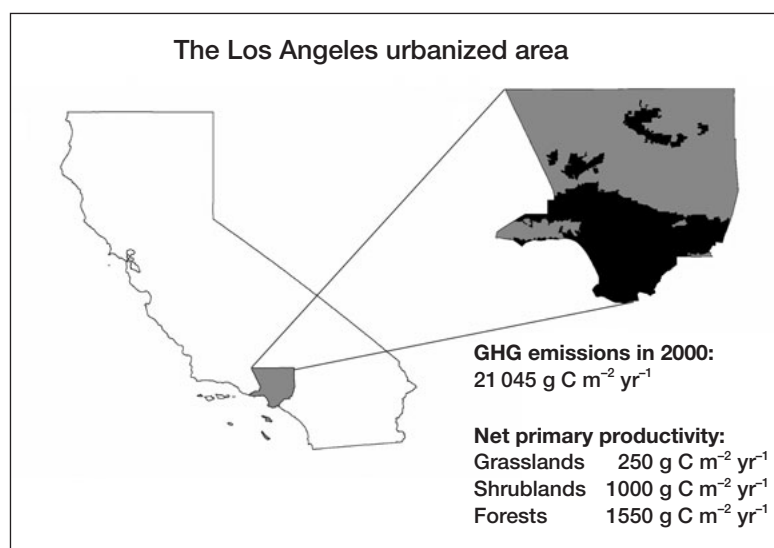 The Los Angeles urbanized area
GHG emissions in 2000:
21 045 g C m⁻² yr⁻¹
Net primary productivity:
Grasslands 250 g C m⁻² yr⁻¹
Shrublands 1000 g C m⁻² yr⁻¹
Forests 1550 g C m⁻² yr⁻¹